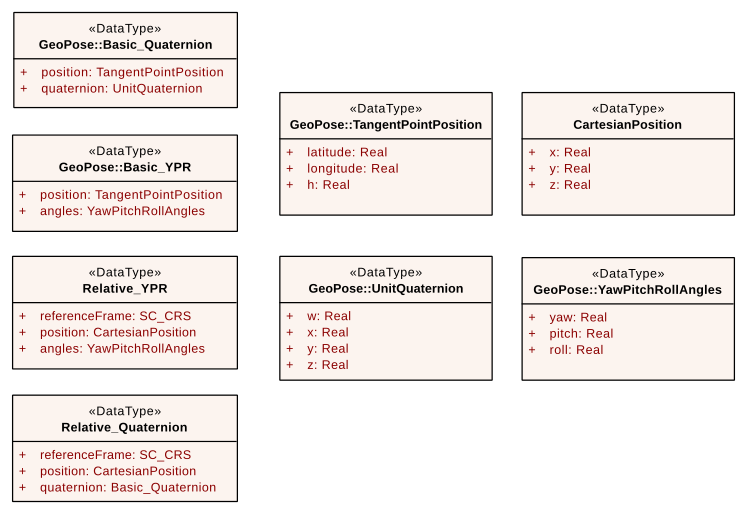 «DataType»
GeoPose::Basic_Quaternion
+ position: TangentPointPosition
+ quaternion: UnitQuaternion
«DataType»
GeoPose::Basic_YPR
+ position: TangentPointPosition
+ angles: YawPitchRollAngles
«DataType»
Relative_YPR
+ referenceFrame: SC_CRS
+ position: CartesianPosition
+ angles: YawPitchRollAngles
«DataType»
Relative_Quaternion
+ referenceFrame: SC_CRS
+ position: CartesianPosition
+ quaternion: Basic_Quaternion
«DataType»
GeoPose::TangentPointPosition
+ latitude: Real
+ longitude: Real
+ h: Real
«DataType»
GeoPose::UnitQuaternion
+ w: Real
+ x: Real
+ y: Real
+ z: Real
«DataType»
CartesianPosition
+ x: Real
+ y: Real
+ z: Real
«DataType»
GeoPose::YawPitchRollAngles
+ yaw: Real
+ pitch: Real
+ roll: Real